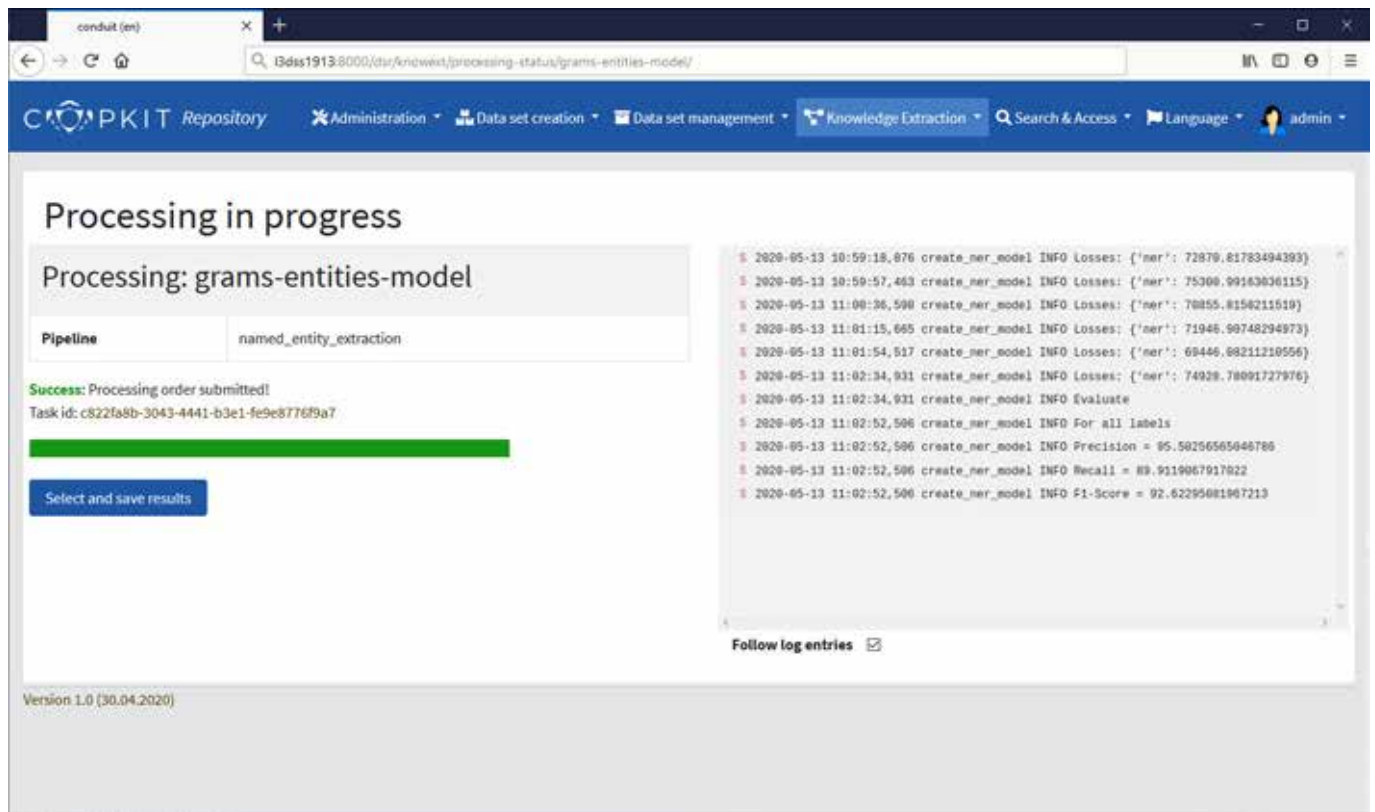 conduit (en)
i3dss1913:8000/dsr/knowext/processing-status/grams-entities-model/
COPKIT Repository Administration Data set creation Data set management Knowledge Extraction Search & Access Language admin
Processing in progress
Processing: grams-entities-model
Pipeline named_entity_extraction
Success: Processing order submitted!
Task id: c822fa8b-3043-4441-b3e1-fe9e8776f9a7
Select and save results
$ 2020-05-13 10:59:18,076 create_ner_model INFO Losses: {'ner': 72870.81783494393}
$ 2020-05-13 10:59:57,463 create_ner_model INFO Losses: {'ner': 75300.99163036115}
$ 2020-05-13 11:00:36,590 create_ner_model INFO Losses: {'ner': 70855.8150211519}
$ 2020-05-13 11:01:15,665 create_ner_model INFO Losses: {'ner': 71946.90748294973}
$ 2020-05-13 11:01:54,517 create_ner_model INFO Losses: {'ner': 69446.08211210556}
$ 2020-05-13 11:02:34,931 create_ner_model INFO Losses: {'ner': 74928.78091727976}
$ 2020-05-13 11:02:34,931 create_ner_model INFO Evaluate
$ 2020-05-13 11:02:52,506 create_ner_model INFO For all labels
$ 2020-05-13 11:02:52,506 create_ner_model INFO Precision = 95.50256565046786
$ 2020-05-13 11:02:52,506 create_ner_model INFO Recall = 89.9119067917022
$ 2020-05-13 11:02:52,506 create_ner_model INFO F1-Score = 92.62295081967213
Follow log entries
Version 1.0 (30.04.2020)